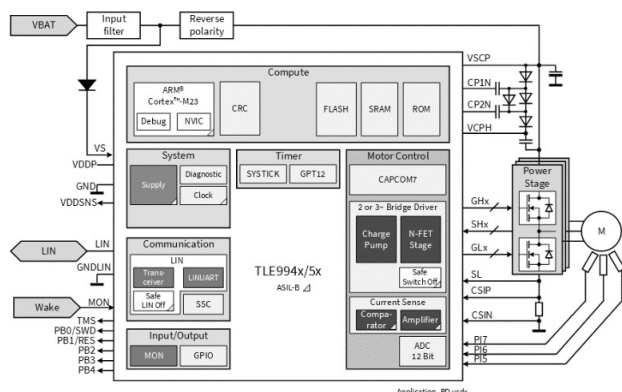 VBAT
Input
filter
Reverse
polarity
VS
VDDP
GND
VDDSNS
LIN
LIN
GNDLIN
Wake
MON
TMS
PB0/SWD
PB1/RES
PB2
PB3
PB4
Compute
ARM®
Cortex™-M23
Debug
NVIC
CRC
FLASH
SRAM
ROM
System
Supply
Diagnostic
Clock
Timer
SYSTICK
GPT12
Motor Control
CAPCOM7
2 or 3~ Bridge Driver
Charge
Pump
N-FET
Stage
Safe
Switch Off
Communication
LIN
Trans-
ceiver
LINUART
Safe
LIN Off
SSC
TLE994x/5x
ASIL-B
Current Sense
Compa-
rator
Amplifier
Input/Output
MON
GPIO
ADC
12 Bit
VSCP
CP1N
CP2N
VCPH
GHx
SHx
GLx
SL
CSIP
CSIN
PI7
PI6
PI5
Power
Stage
M
Application_BD.vsdx